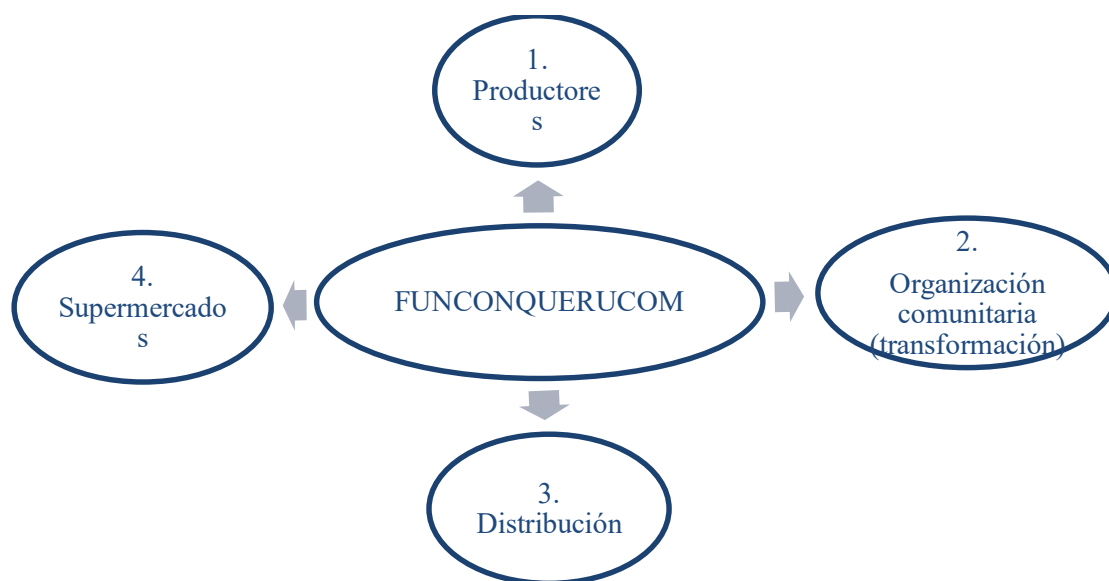 1.
Productore
s
4.
Supermercado
s
FUNCONQUERUCOM
2.
Organización
comunitaria
(transformación)
3.
Distribución